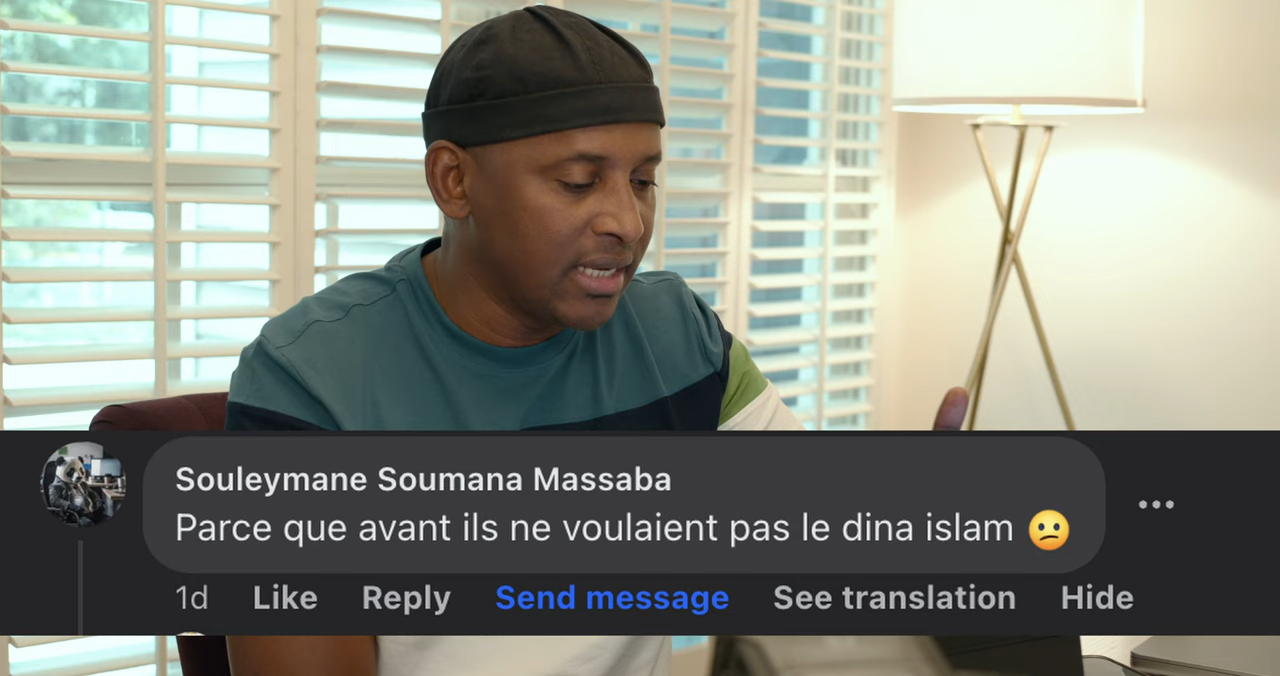 Souleymane Soumana Massaba
Parce que avant ils ne voulaient pas le dina islam 😕
1d Like Reply Send message See translation Hide